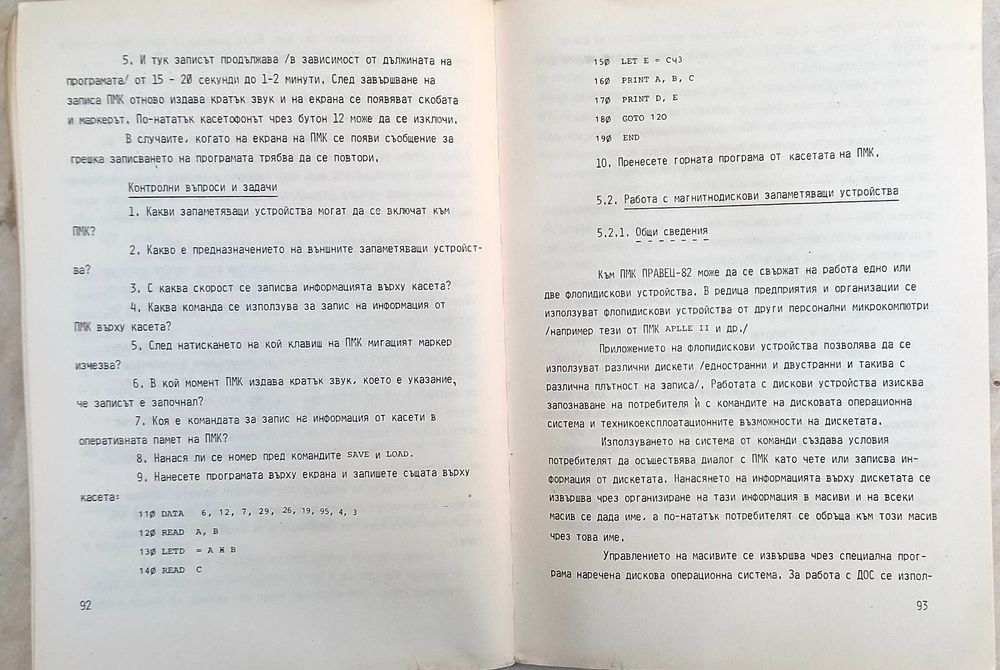 5. И тук записът продължава /в зависимост от дължината на
програмата/ от 15 - 20 секунди до 1-2 минути. След завършване на
записа ПМК отново издава кратък звук и на екрана се появяват скобата
и маркерът. По-нататък касетофонът чрез бутон 12 може да се изключи.
В случаите, когато на екрана на ПМК се появи съобщение за
грешка записването на програмата трябва да се повтори.
Контролни въпроси и задачи
1. Какви запаметяващи устройства могат да се включат към
ПМК?
2. Какво е предназначението на външните запаметяващи устройст-
ва?
3. С каква скорост се записва информацията върху касета?
4. Каква команда се използува за запис на информация от
ПМК върху касета?
5. След натискането на кой клавиш на ПМК мигащият маркер
изчезва?
6. В кой момент ПМК издава кратък звук, което е указание,
че записът е започнал?
7. Коя е командата за запис на информация от касети в
оперативната памет на ПМК?
8. Нанася ли се номер пред командите SAVE и LOAD.
9. Нанесете програмата върху екрана и запишете същата върху
касета:
11Ø DATA 6, 12, 7, 29, 26, 19, 95, 4, 3
12Ø READ A, B
13Ø LETD = A ж B
14Ø READ C
92
15Ø LET E = Cч3
16Ø PRINT A, B, C
17Ø PRINT D, E
18Ø GOTO 12O
19Ø END
10. Пренесете горната програма от касетата на ПМК.
5.2. Работа с магнитнодискови запаметяващи устройства
5.2.1. Общи сведения
Към ПМК ПРАВЕЦ-82 може да се свържат на работа едно или
две флопидискови устройства. В редица предприятия и организации се
използуват флопидискови устройства от други персонални микрокомпютри
/например тези от ПМК APLLE II и др./
Приложението на флопидискови устройства позволява да се
използуват различни дискети /едностранни и двустранни и такива с
различна плътност на записа/. Работата с дискови устройства изисква
запознаване на потребителя ѝ с командите на дисковата операционна
система и техникоексплоатационните възможности на дискетата.
Използуването на система от команди създава условия
потребителят да осъществява диалог с ПМК като чете или записва ин-
формация от дискетата. Нанасянето на информацията върху дискетата се
извършва чрез организиране на тази информация в масиви и на всеки
масив се дада име, а по-нататък потребителят се обръща към този масив
чрез това име.
Управлението на масивите се извършва чрез специална прог-
рама наречена дискова операционна система. За работа с ДОС се изпол-
93